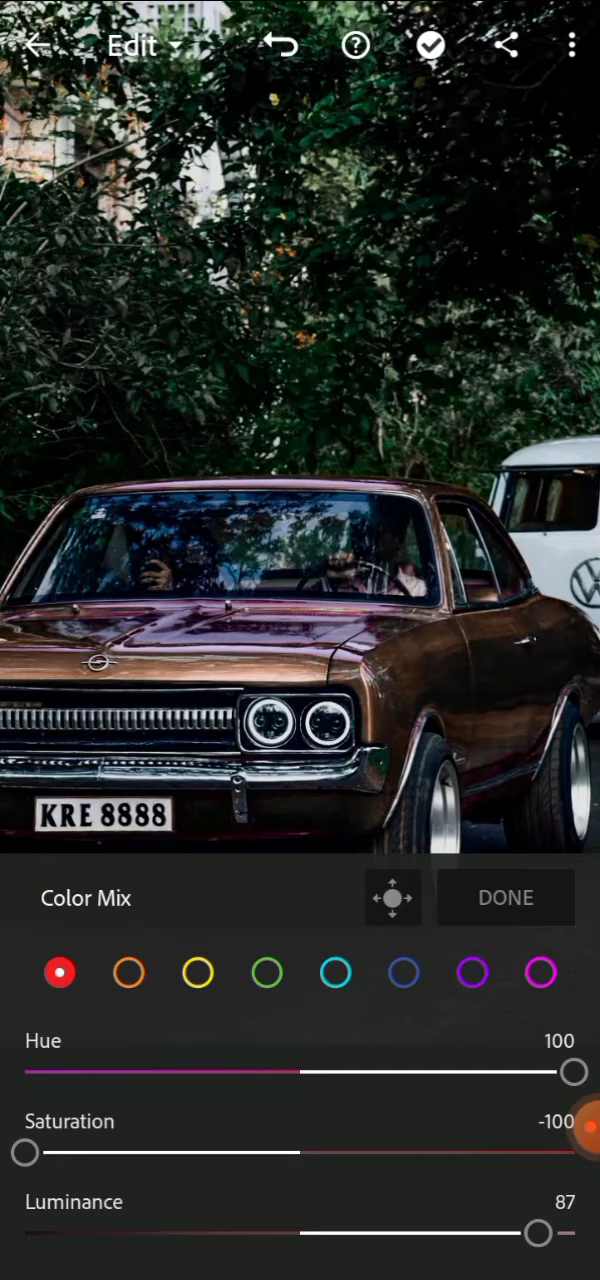 Edit
KRE 8888
Color Mix
DONE
Hue 100
Saturation -100
Luminance 87